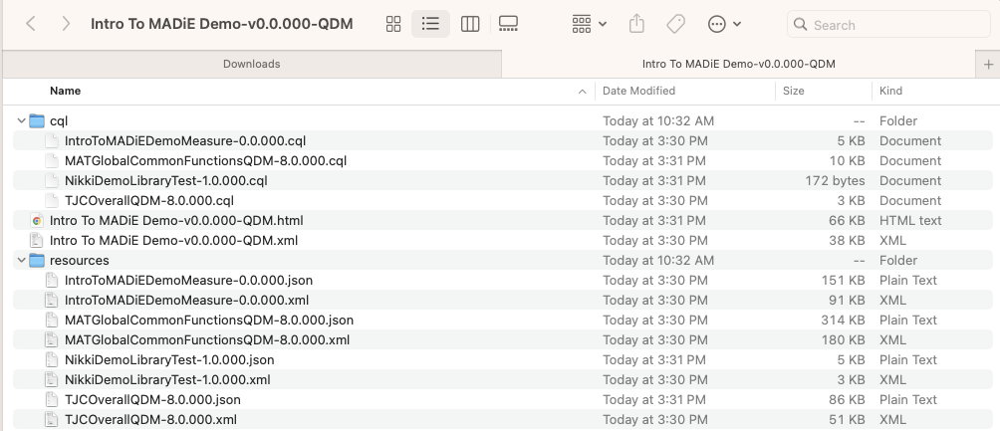 Intro To MADiE Demo-v0.0.000-QDM
Search
Downloads
Intro To MADiE Demo-v0.0.000-QDM
Name Date Modified Size Kind
cql Today at 10:32 AM -- Folder
IntroToMADiEDemoMeasure-0.0.000.cql Today at 3:30 PM 5 KB Document
MATGlobalCommonFunctionsQDM-8.0.000.cql Today at 3:31 PM 10 KB Document
NikkiDemoLibraryTest-1.0.000.cql Today at 3:31 PM 172 bytes Document
TJCOverallQDM-8.0.000.cql Today at 3:30 PM 3 KB Document
Intro To MADiE Demo-v0.0.000-QDM.html Today at 3:31 PM 66 KB HTML text
Intro To MADiE Demo-v0.0.000-QDM.xml Today at 3:30 PM 38 KB XML
resources Today at 10:32 AM -- Folder
IntroToMADiEDemoMeasure-0.0.000.json Today at 3:30 PM 151 KB Plain Text
IntroToMADiEDemoMeasure-0.0.000.xml Today at 3:30 PM 91 KB XML
MATGlobalCommonFunctionsQDM-8.0.000.json Today at 3:30 PM 314 KB Plain Text
MATGlobalCommonFunctionsQDM-8.0.000.xml Today at 3:30 PM 180 KB XML
NikkiDemoLibraryTest-1.0.000.json Today at 3:31 PM 5 KB Plain Text
NikkiDemoLibraryTest-1.0.000.xml Today at 3:30 PM 3 KB XML
TJCOverallQDM-8.0.000.json Today at 3:31 PM 86 KB Plain Text
TJCOverallQDM-8.0.000.xml Today at 3:30 PM 51 KB XML